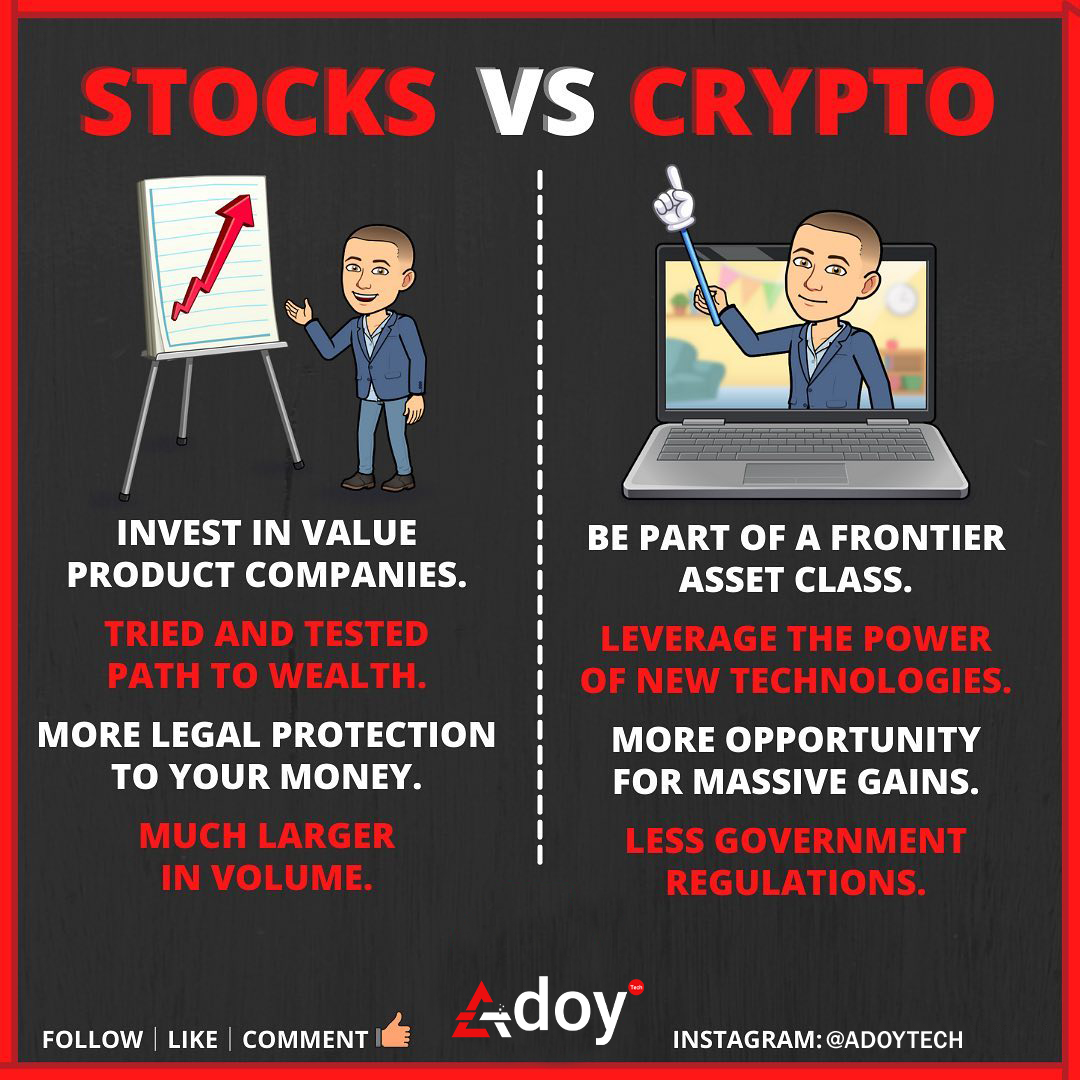 STOCKS VS CRYPTO
INVEST IN VALUE
PRODUCT COMPANIES.
TRIED AND TESTED
PATH TO WEALTH.
MORE LEGAL PROTECTION
TO YOUR MONEY.
MUCH LARGER
IN VOLUME.
BE PART OF A FRONTIER
ASSET CLASS.
LEVERAGE THE POWER
OF NEW TECHNOLOGIES.
MORE OPPORTUNITY
FOR MASSIVE GAINS.
LESS GOVERNMENT
REGULATIONS.
FOLLOW | LIKE | COMMENT
Adoy Tech
INSTAGRAM: @ADOYTECH